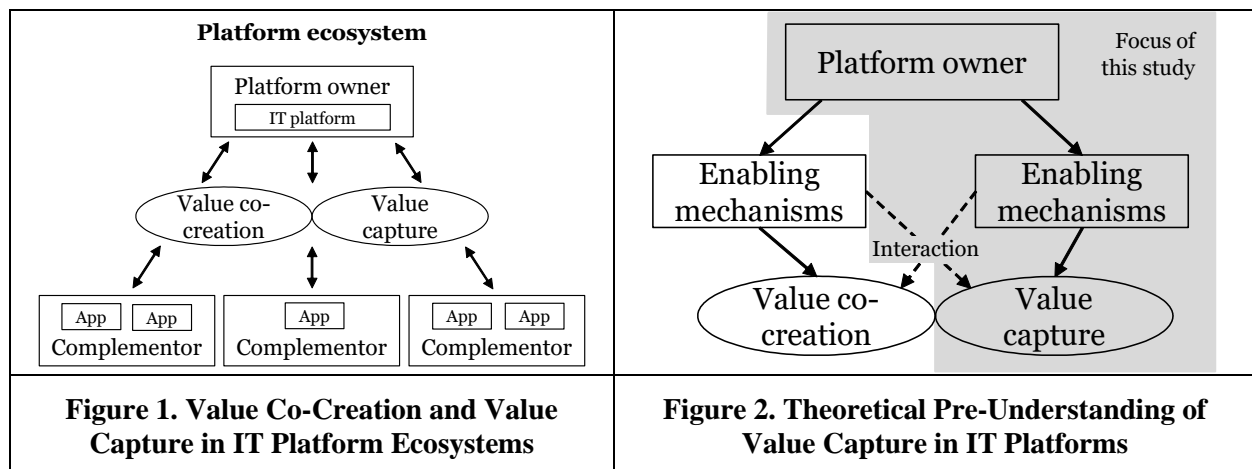 Platform ecosystem
Platform owner
IT platform
Value co-
creation
Value
capture
App
App
Complementor
App
Complementor
App
App
Complementor
Figure 1. Value Co-Creation and Value
Capture in IT Platform Ecosystems
Focus of
this study
Platform owner
Enabling
mechanisms
Enabling
mechanisms
Interaction
Value co-
creation
Value
capture
Figure 2. Theoretical Pre-Understanding of
Value Capture in IT Platforms